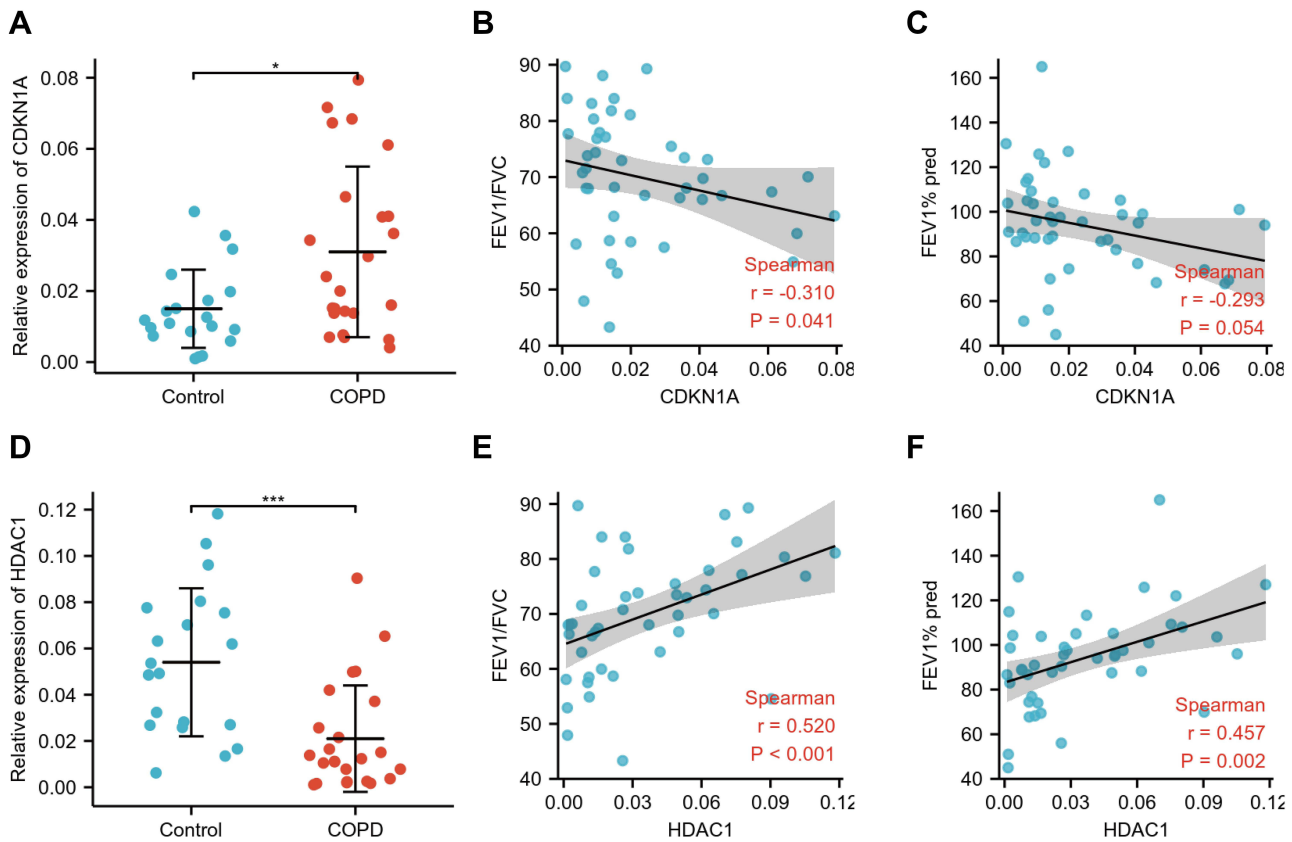 A
Relative expression of CDKN1A
0.08
0.06
0.04
0.02
0.00
*
Control
COPD
B
FEV1/FVC
90
80
70
60
50
40
Spearman
r = -0.310
P = 0.041
0.00
0.02
0.04
0.06
0.08
CDKN1A
C
FEV1% pred
160
140
120
100
80
60
40
Spearman
r = -0.293
P = 0.054
0.00
0.02
0.04
0.06
0.08
CDKN1A
D
Relative expression of HDAC1
0.12
0.10
0.08
0.06
0.04
0.02
0.00
***
Control
COPD
E
FEV1/FVC
90
80
70
60
50
40
Spearman
r = 0.520
P < 0.001
0.00
0.03
0.06
0.09
0.12
HDAC1
F
FEV1% pred
160
140
120
100
80
60
40
Spearman
r = 0.457
P = 0.002
0.00
0.03
0.06
0.09
0.12
HDAC1